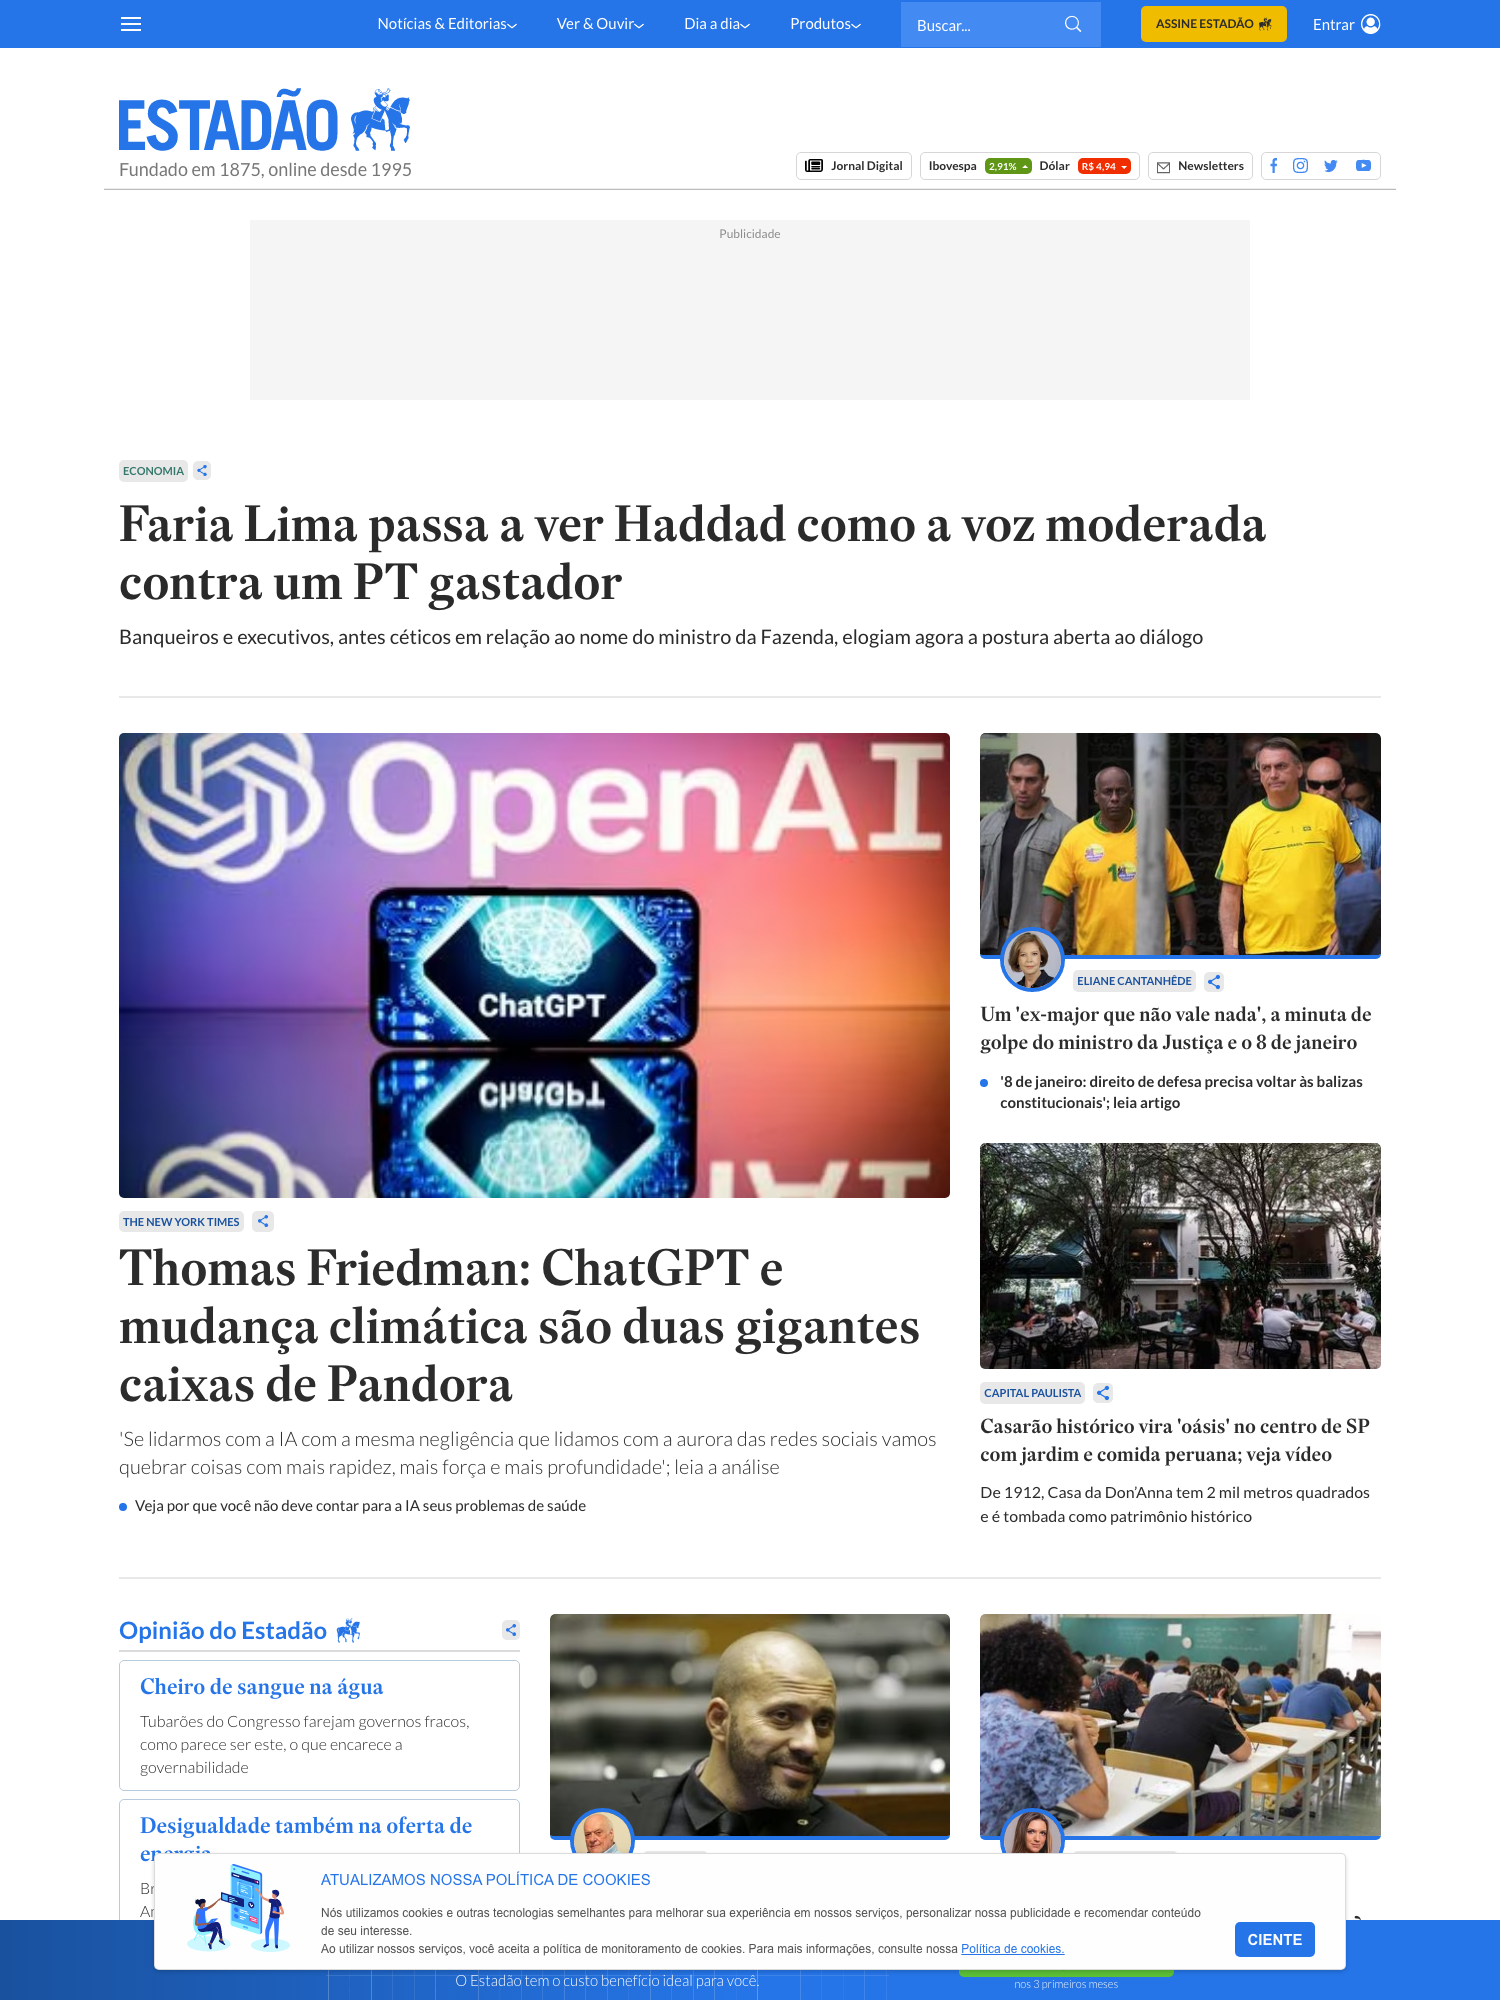 Notícias & Editorias
Ver & Ouvir
Dia a dia
Produtos
Buscar...
ASSINE ESTADÃO
Entrar
ESTADÃO
Fundado em 1875, online desde 1995
Jornal Digital
Ibovespa 2,91% Dólar R$ 4,94
Newsletters
Publicidade
ECONOMIA
Faria Lima passa a ver Haddad como a voz moderada
contra um PT gastador
Banqueiros e executivos, antes céticos em relação ao nome do ministro da Fazenda, elogiam agora a postura aberta ao diálogo
OpenAI
ChatGPT
THE NEW YORK TIMES
Thomas Friedman: ChatGPT e
mudança climática são duas gigantes
caixas de Pandora
'Se lidarmos com a IA com a mesma negligência que lidamos com a aurora das redes sociais vamos
quebrar coisas com mais rapidez, mais força e mais profundidade'; leia a análise
Veja por que você não deve contar para a IA seus problemas de saúde
ELIANE CANTANHÊDE
Um 'ex-major que não vale nada', a minuta de
golpe do ministro da Justiça e o 8 de janeiro
'8 de janeiro: direito de defesa precisa voltar às balizas
constitucionais'; leia artigo
CAPITAL PAULISTA
Casarão histórico vira 'oásis' no centro de SP
com jardim e comida peruana; veja vídeo
De 1912, Casa da Don’Anna tem 2 mil metros quadrados
e é tombada como patrimônio histórico
Opinião do Estadão
Cheiro de sangue na água
Tubarões do Congresso farejam governos fracos,
como parece ser este, o que encarece a
governabilidade
Desigualdade também na oferta de
energia
ATUALIZAMOS NOSSA POLÍTICA DE COOKIES
Nós utilizamos cookies e outras tecnologias semelhantes para melhorar sua experiência em nossos serviços, personalizar nossa publicidade e recomendar conteúdo
de seu interesse.
Ao utilizar nossos serviços, você aceita a política de monitoramento de cookies. Para mais informações, consulte nossa Política de cookies.
CIENTE
O Estadão tem o custo benefício ideal para você.
nos 3 primeiros meses